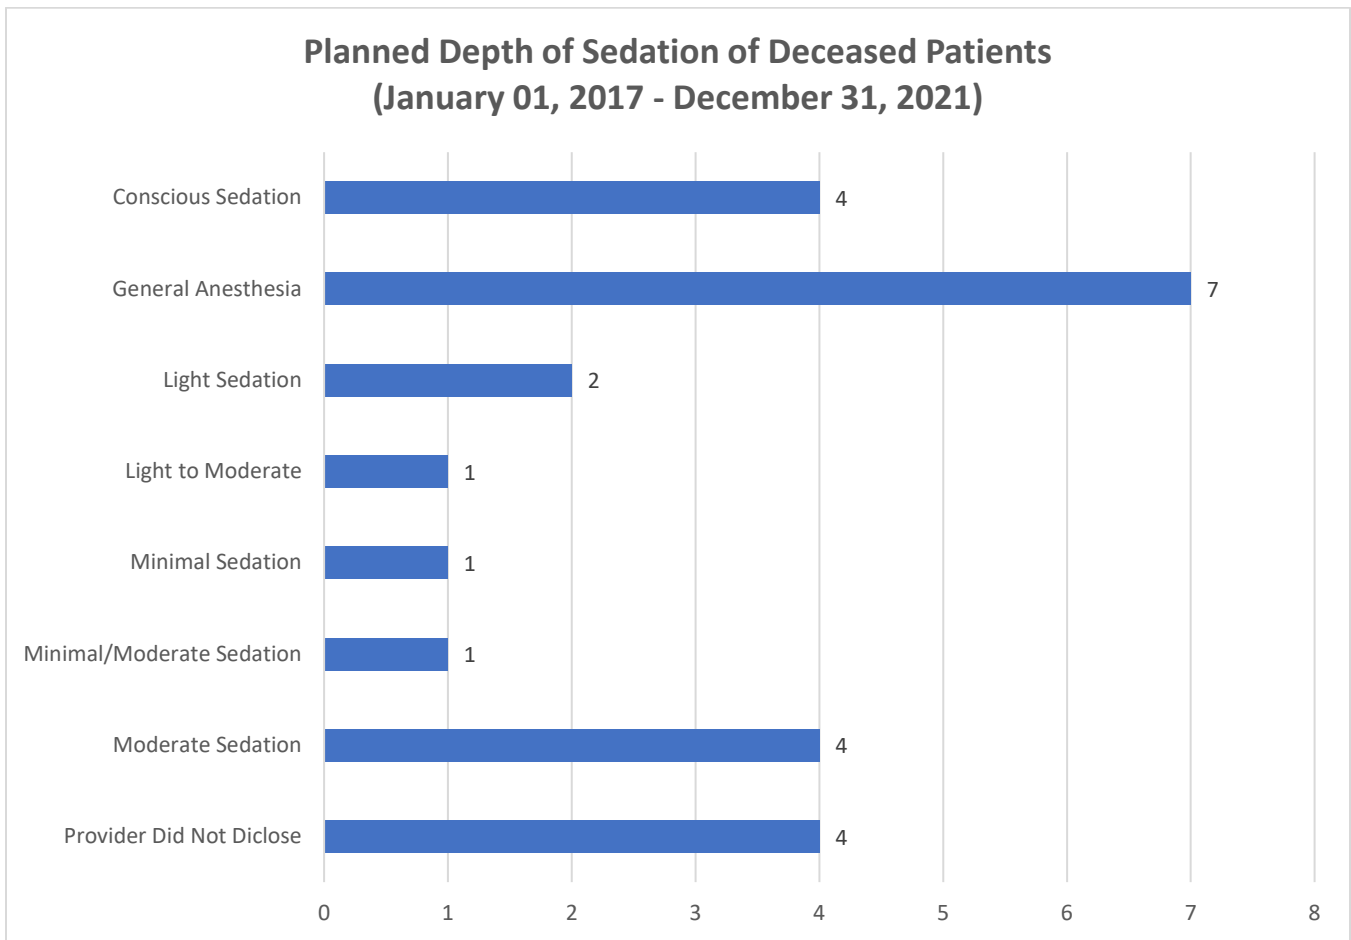 Planned Depth of Sedation of Deceased Patients
(January 01, 2017 - December 31, 2021)
Conscious Sedation 4
General Anesthesia 7
Light Sedation 2
Light to Moderate 1
Minimal Sedation 1
Minimal/Moderate Sedation 1
Moderate Sedation 4
Provider Did Not Diclose 4
0 1 2 3 4 5 6 7 8